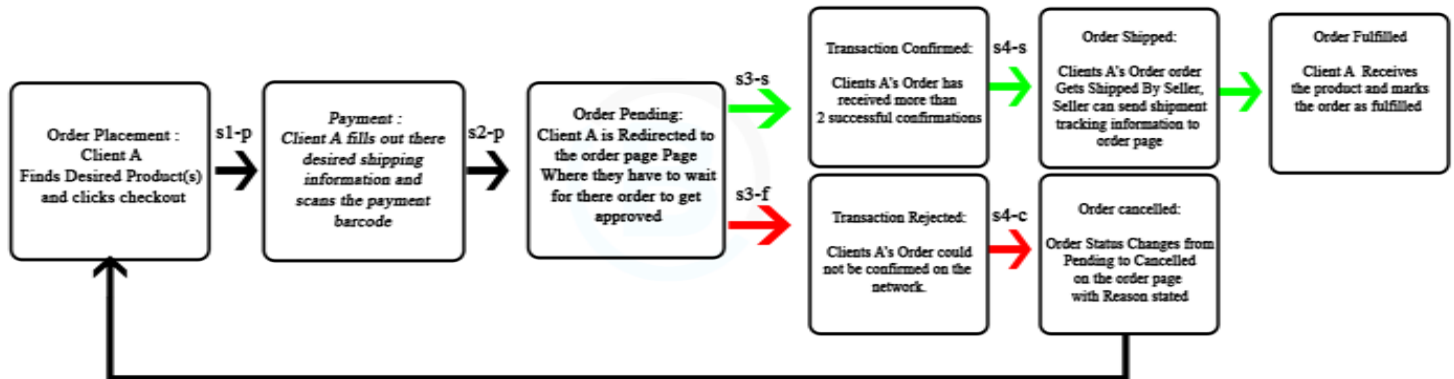 Order Placement :
Client A
Finds Desired Product(s)
and clicks checkout
s1-p
Payment :
Client A fills out there
desired shipping
information and
scans the payment
barcode
s2-p
Order Pending:
Client A is Redirected to
the order page Page
Where they have to wait
for there order to get
approved
s3-s
Transaction Confirmed:
Clients A's Order has
received more than
2 successful confirmations
s4-s
Order Shipped:
Clients A's Order order
Gets Shipped By Seller,
Seller can send shipment
tracking information to
order page
Order Fulfilled
Client A Receives
the product and marks
the order as fulfilled
s3-f
Transaction Rejected:
Clients A's Order could
not be confirmed on the
network.
s4-c
Order cancelled:
Order Status Changes from
Pending to Cancelled
on the order page
with Reason stated